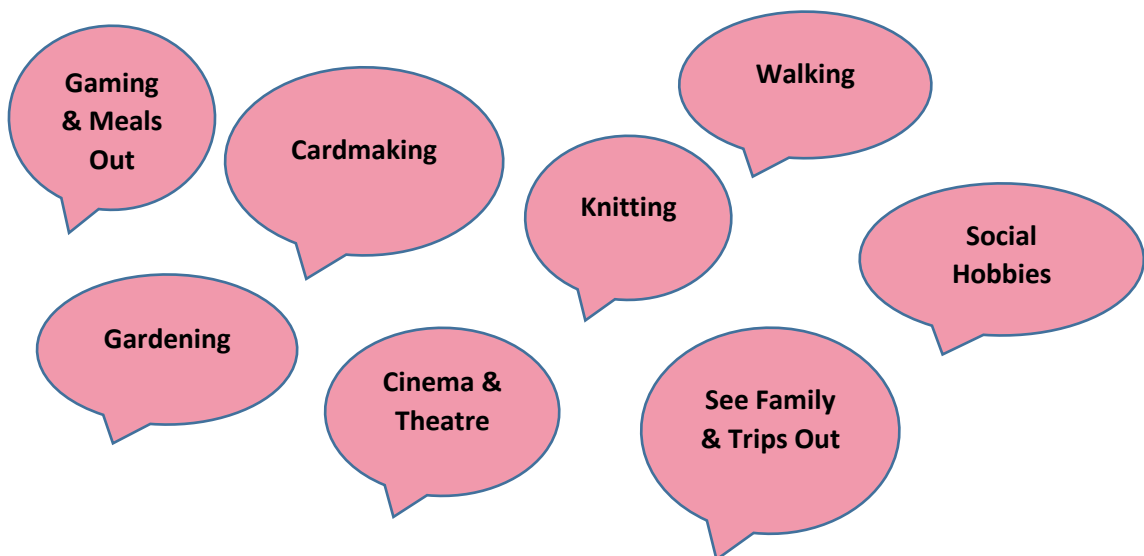 Gaming
& Meals
Out
Cardmaking
Walking
Knitting
Social
Hobbies
Gardening
Cinema &
Theatre
See Family
& Trips Out